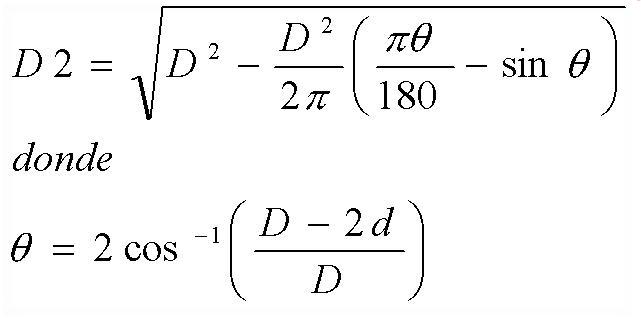 D 2 = √(D² − D²/2π (πθ/180 − sin θ))
donde
θ = 2 cos⁻¹((D − 2d)/D)